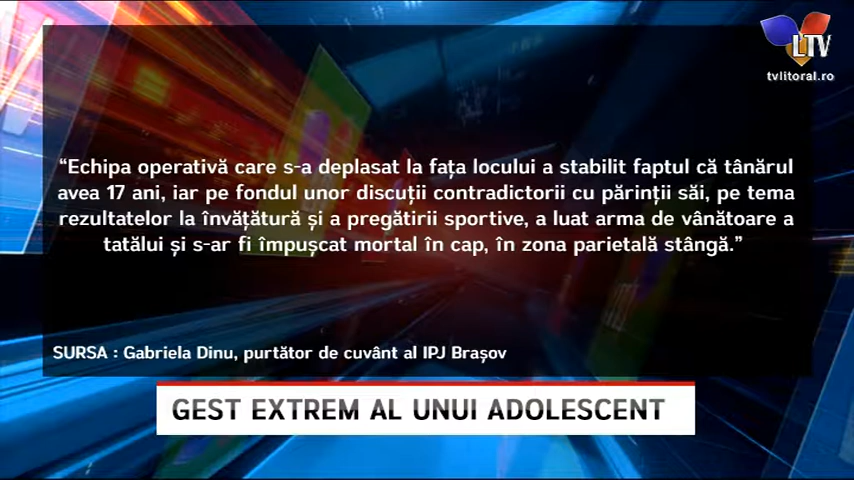 LTV
tvlitoral.ro
“Echipa operativă care s-a deplasat la fața locului a stabilit faptul că tânărul
avea 17 ani, iar pe fondul unor discuții contradictorii cu părinții săi, pe tema
rezultatelor la învățătură și a pregătirii sportive, a luat arma de vânătoare a
tatălui și s-ar fi împușcat mortal în cap, în zona parietală stângă.”
SURSA : Gabriela Dinu, purtător de cuvânt al IPJ Brașov
GEST EXTREM AL UNUI ADOLESCENT